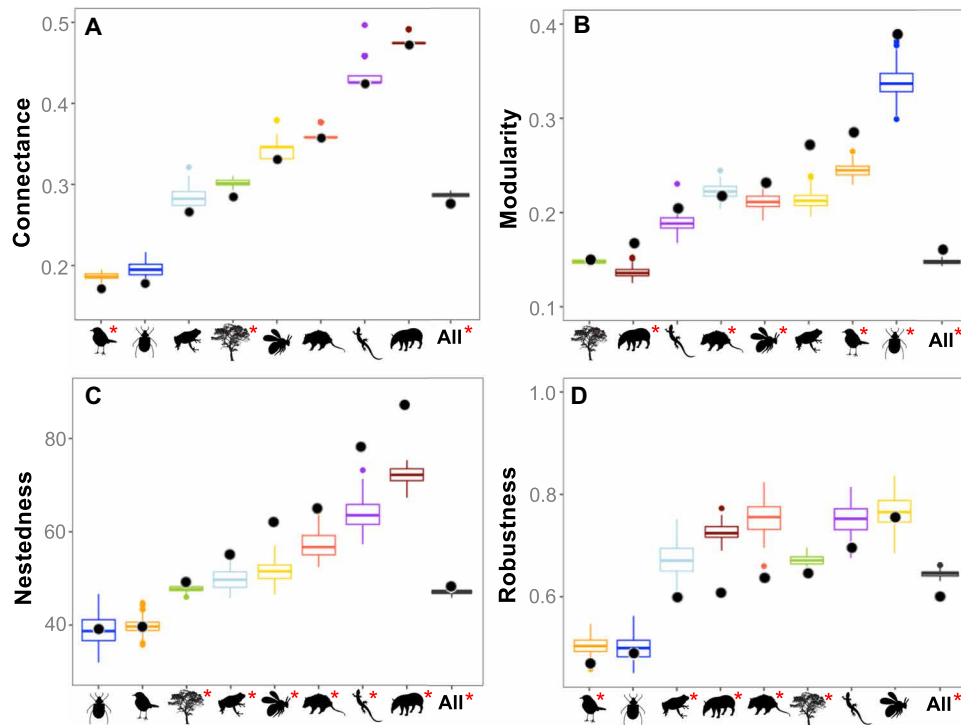 A
Connectance
0.5
0.4
0.3
0.2
* * All*
B
Modularity
0.4
0.3
0.2
0.1
* * * * * All*
C
Nestedness
80
60
40
* * * * * * All*
D
Robustness
1.0
0.8
0.6
* * * * * All*